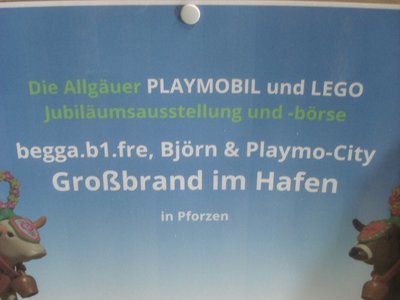 Die Allgäuer PLAYMOBIL und LEGO
Jubiläumsausstellung und -börse
begga.b1.fre, Björn & Playmo-City
Großbrand im Hafen
in Pforzen